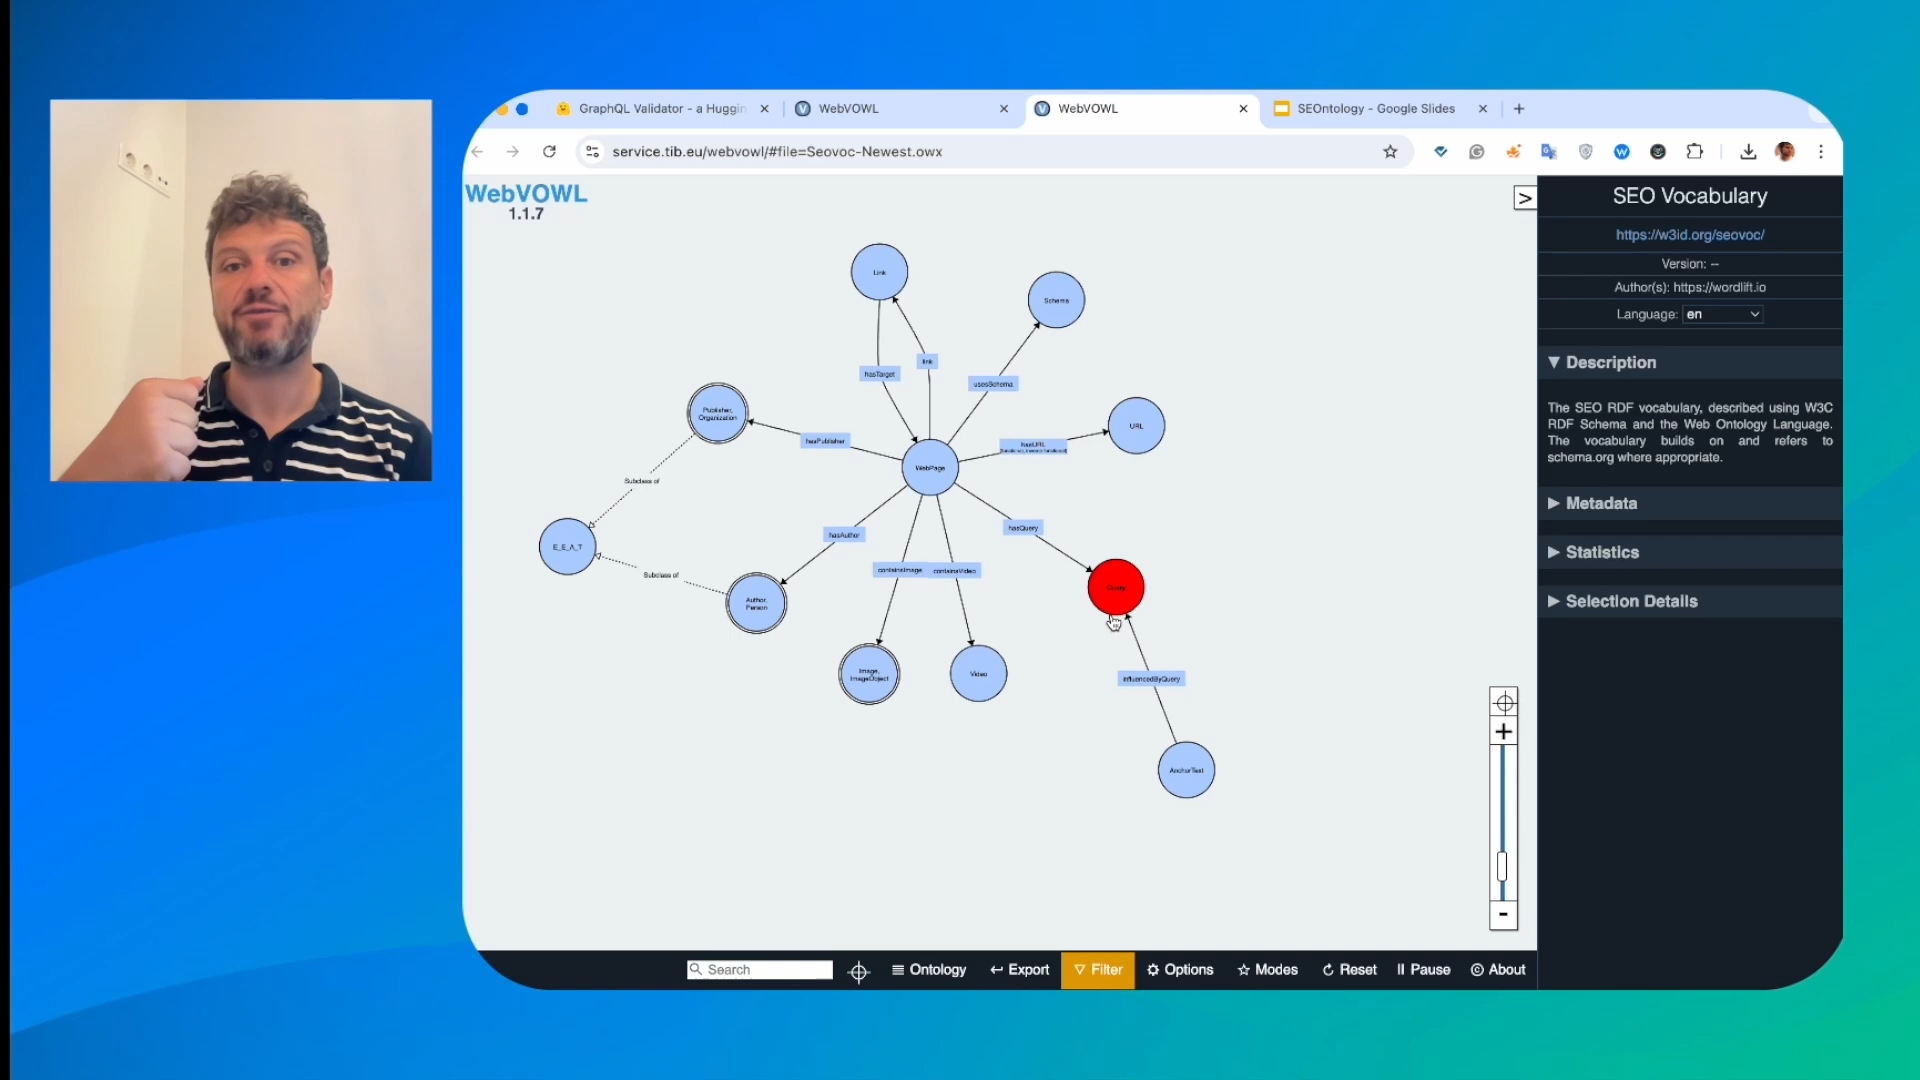 GraphQL Validator - a Huggin
WebVOWL
WebVOWL
SEOntology - Google Slides
service.tib.eu/webvowl/#file=Seovoc-Newest.owx
WebVOWL
1.1.7
>
SEO Vocabulary
https://w3id.org/seovoc/
Version: --
Author(s): https://wordlift.io
Language: en
▼ Description
The SEO RDF vocabulary, described using W3C
RDF Schema and the Web Ontology Language.
The vocabulary builds on and refers to
schema.org where appropriate.
▶ Metadata
▶ Statistics
▶ Selection Details
Link
Schema
link
hasTarget
usesSchema
Publisher,
Organization
URL
hasPublisher
hasURL
WebPage
Subclass of
hasQuery
hasAuthor
E_E_A_T
containsImage
containsVideo
Subclass of
Query
Author,
Person
Image,
ImageObject
Video
influencedByQuery
AnchorText
+
-
Search
Ontology
Export
Filter
Options
Modes
Reset
Pause
About